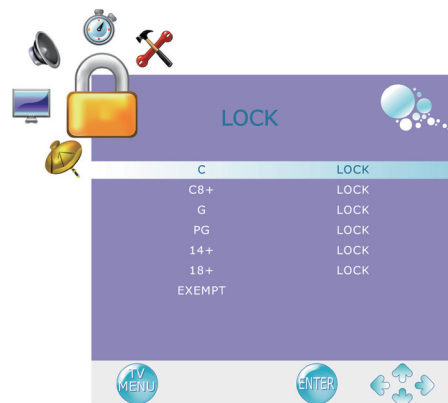 LOCK
C LOCK
C8+ LOCK
G LOCK
PG LOCK
14+ LOCK
18+ LOCK
EXEMPT
TV
MENU
ENTER